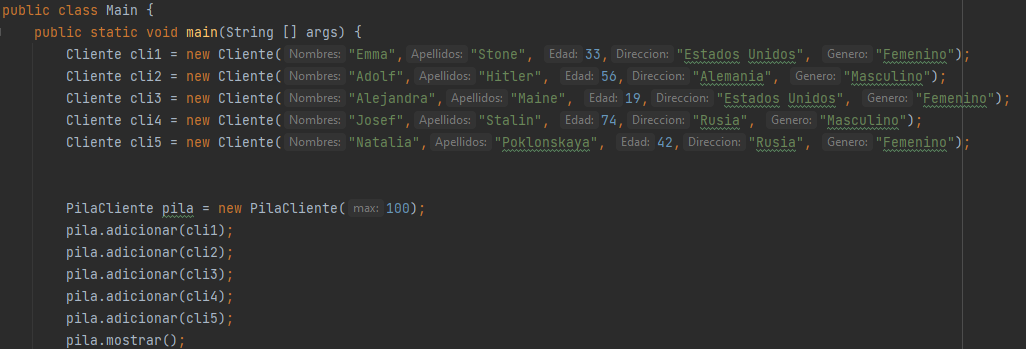 public class Main {
public static void main(String [] args) {
Cliente cli1 = new Cliente( Nombres: "Emma", Apellidos: "Stone", Edad: 33, Direccion: "Estados Unidos", Genero: "Femenino");
Cliente cli2 = new Cliente( Nombres: "Adolf", Apellidos: "Hitler", Edad: 56, Direccion: "Alemania", Genero: "Masculino");
Cliente cli3 = new Cliente( Nombres: "Alejandra", Apellidos: "Maine", Edad: 19, Direccion: "Estados Unidos", Genero: "Femenino");
Cliente cli4 = new Cliente( Nombres: "Josef", Apellidos: "Stalin", Edad: 74, Direccion: "Rusia", Genero: "Masculino");
Cliente cli5 = new Cliente( Nombres: "Natalia", Apellidos: "Poklonskaya", Edad: 42, Direccion: "Rusia", Genero: "Femenino");
PilaCliente pila = new PilaCliente( max: 100);
pila.adicionar(cli1);
pila.adicionar(cli2);
pila.adicionar(cli3);
pila.adicionar(cli4);
pila.adicionar(cli5);
pila.mostrar();